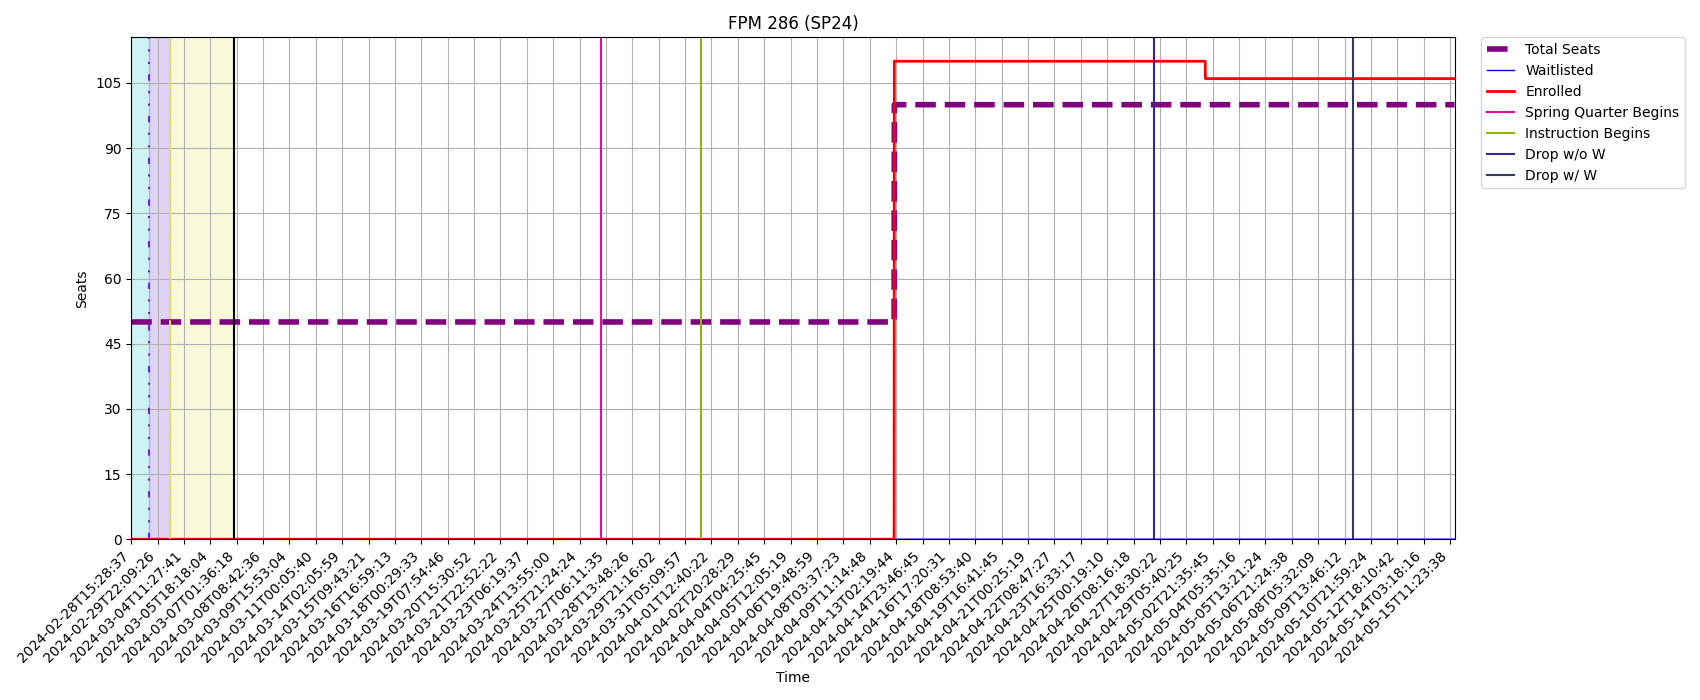 FPM 286 (SP24)
Total Seats
Waitlisted
Enrolled
Spring Quarter Begins
Instruction Begins
Drop w/o W
Drop w/ W
105
90
75
60
45
30
15
0
Seats
2024-02-28T15:28:37
2024-02-29T22:09:26
2024-03-04T11:27:41
2024-03-05T18:18:04
2024-03-07T01:36:18
2024-03-08T08:42:36
2024-03-09T15:53:04
2024-03-11T00:05:40
2024-03-14T02:05:59
2024-03-15T09:43:21
2024-03-16T16:59:13
2024-03-18T00:29:33
2024-03-19T07:54:46
2024-03-20T15:30:52
2024-03-21T22:52:22
2024-03-23T06:19:37
2024-03-24T13:55:00
2024-03-25T21:24:24
2024-03-27T06:11:35
2024-03-28T13:48:26
2024-03-29T21:16:02
2024-03-31T05:09:57
2024-04-01T12:40:22
2024-04-02T20:28:29
2024-04-04T04:25:45
2024-04-05T12:05:19
2024-04-06T19:48:59
2024-04-08T03:37:23
2024-04-09T11:14:48
2024-04-13T02:19:44
2024-04-14T23:46:45
2024-04-16T17:20:31
2024-04-18T08:53:40
2024-04-19T16:41:45
2024-04-21T00:25:19
2024-04-22T08:47:27
2024-04-23T16:33:17
2024-04-25T00:19:10
2024-04-26T08:16:18
2024-04-27T18:30:22
2024-04-29T05:40:25
2024-05-02T21:35:45
2024-05-04T05:35:16
2024-05-05T13:21:24
2024-05-06T21:24:38
2024-05-08T05:32:09
2024-05-09T13:46:12
2024-05-10T21:59:24
2024-05-12T18:10:42
2024-05-14T03:18:16
2024-05-15T11:23:38
Time